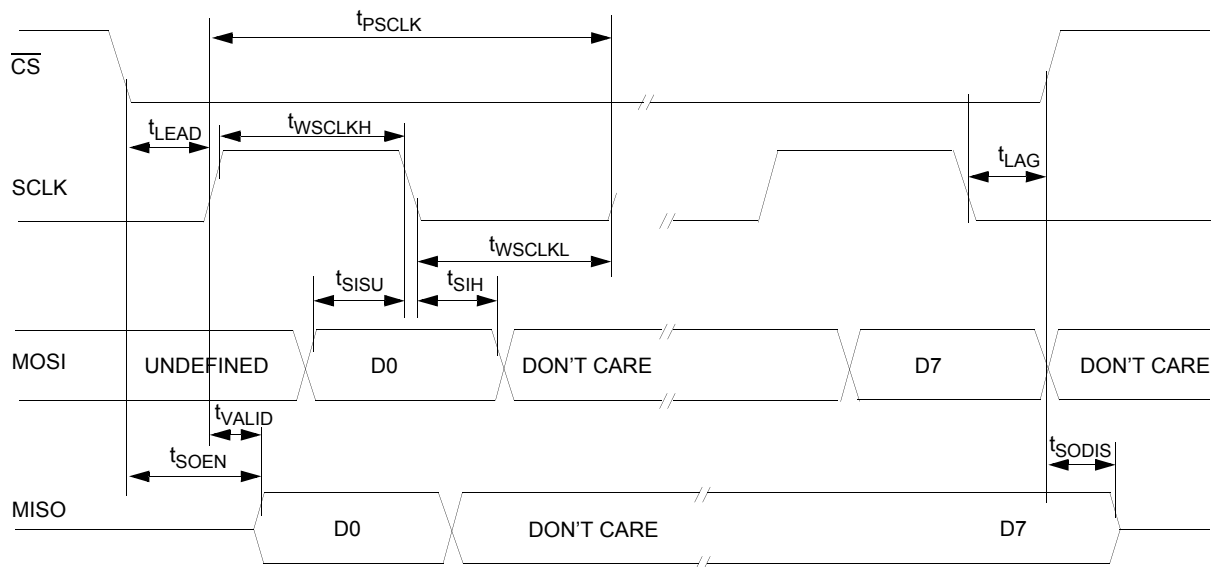 tPSCLK
CS
tLEAD
tWSCLKH
tLAG
SCLK
tWSCLKL
tSISU
tSIH
MOSI
UNDEFINED
D0
DON'T CARE
D7
DON'T CARE
tVALID
tSOEN
tSODIS
MISO
D0
DON'T CARE
D7